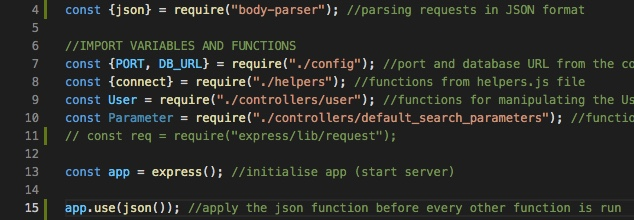 4 const {json} = require("body-parser"); //parsing requests in JSON format
5
6 //IMPORT VARIABLES AND FUNCTIONS
7 const {PORT, DB_URL} = require("./config"); //port and database URL from the co
8 const {connect} = require("./helpers"); //functions from helpers.js file
9 const User = require("./controllers/user"); //functions for manipulating the Us
10 const Parameter = require("./controllers/default_search_parameters"); //functio
11 // const req = require("express/lib/request");
12
13 const app = express(); //initialise app (start server)
14
15 app.use(json()); //apply the json function before every other function is run